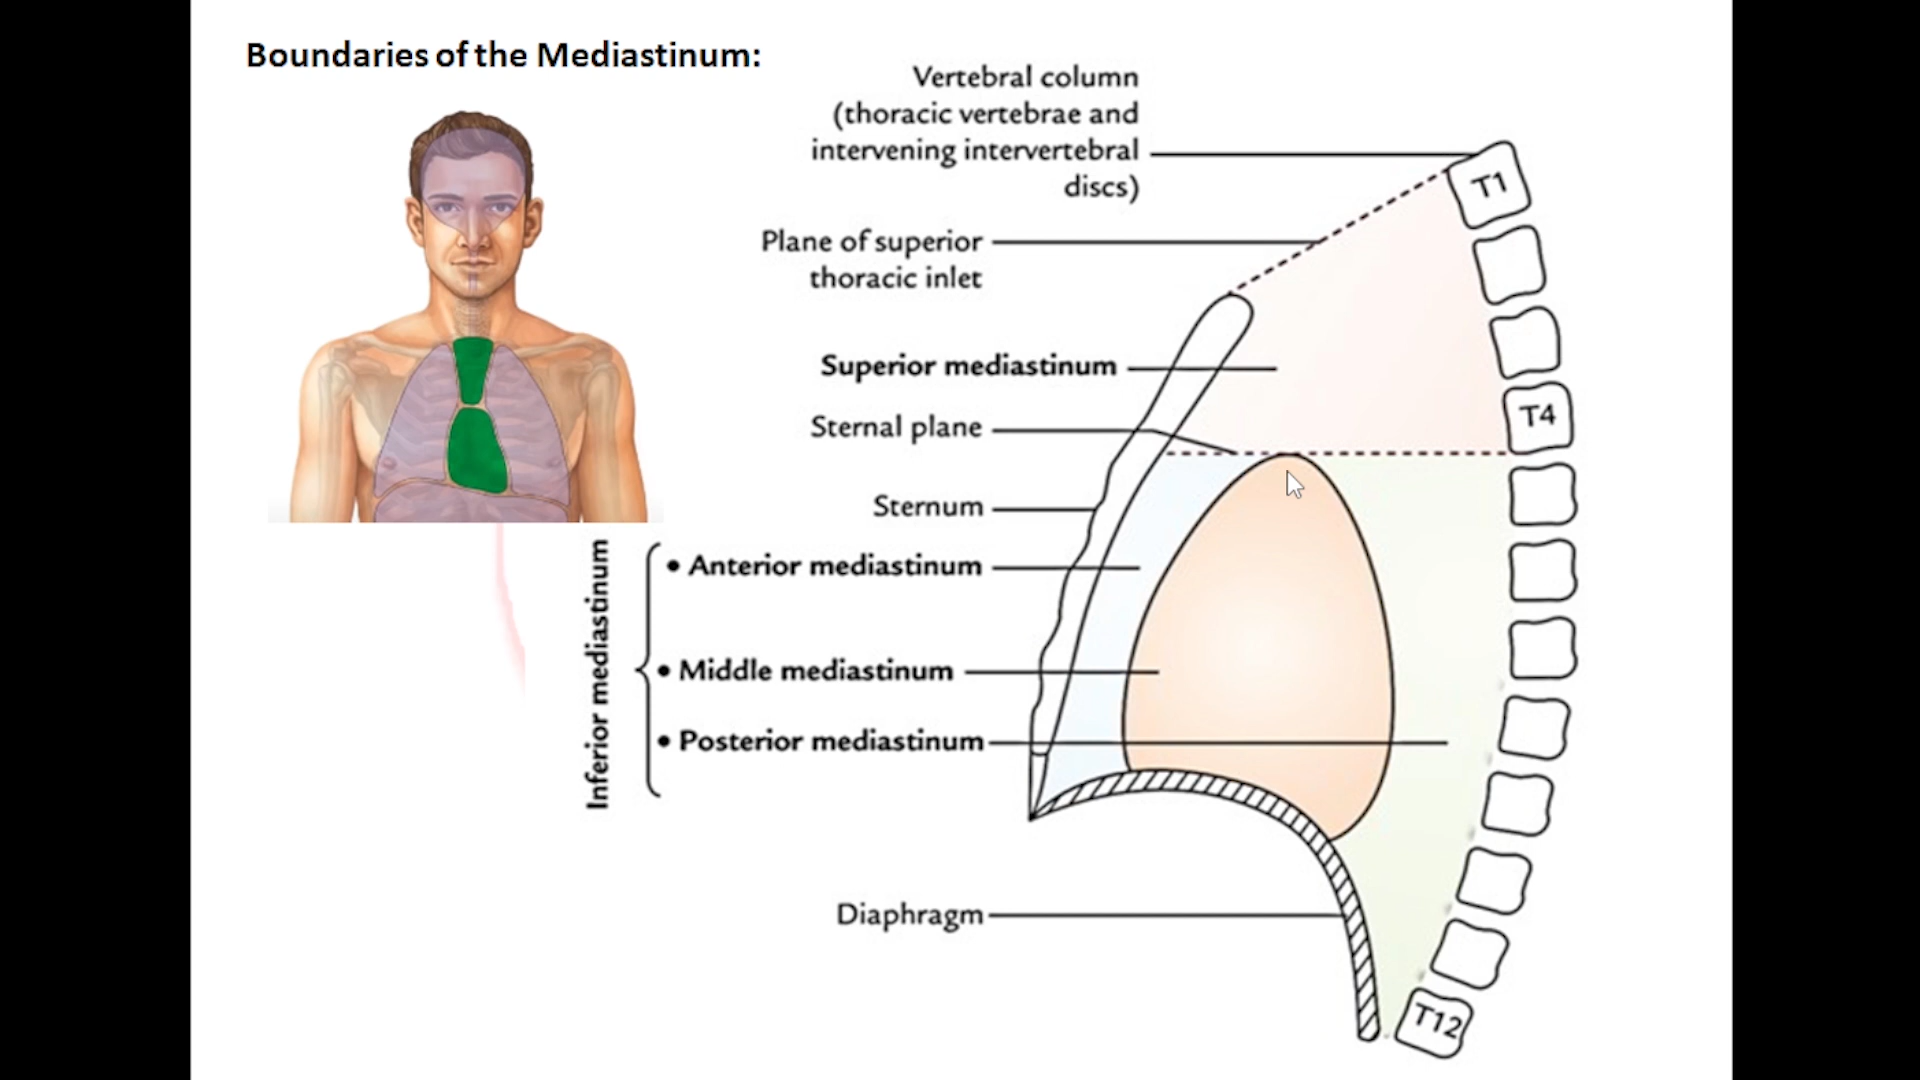 Boundaries of the Mediastinum:
Vertebral column
(thoracic vertebrae and
intervening intervertebral
discs)
T1
Plane of superior
thoracic inlet
Superior mediastinum
T4
Sternal plane
Sternum
Inferior mediastinum
• Anterior mediastinum
• Middle mediastinum
• Posterior mediastinum
Diaphragm
T12